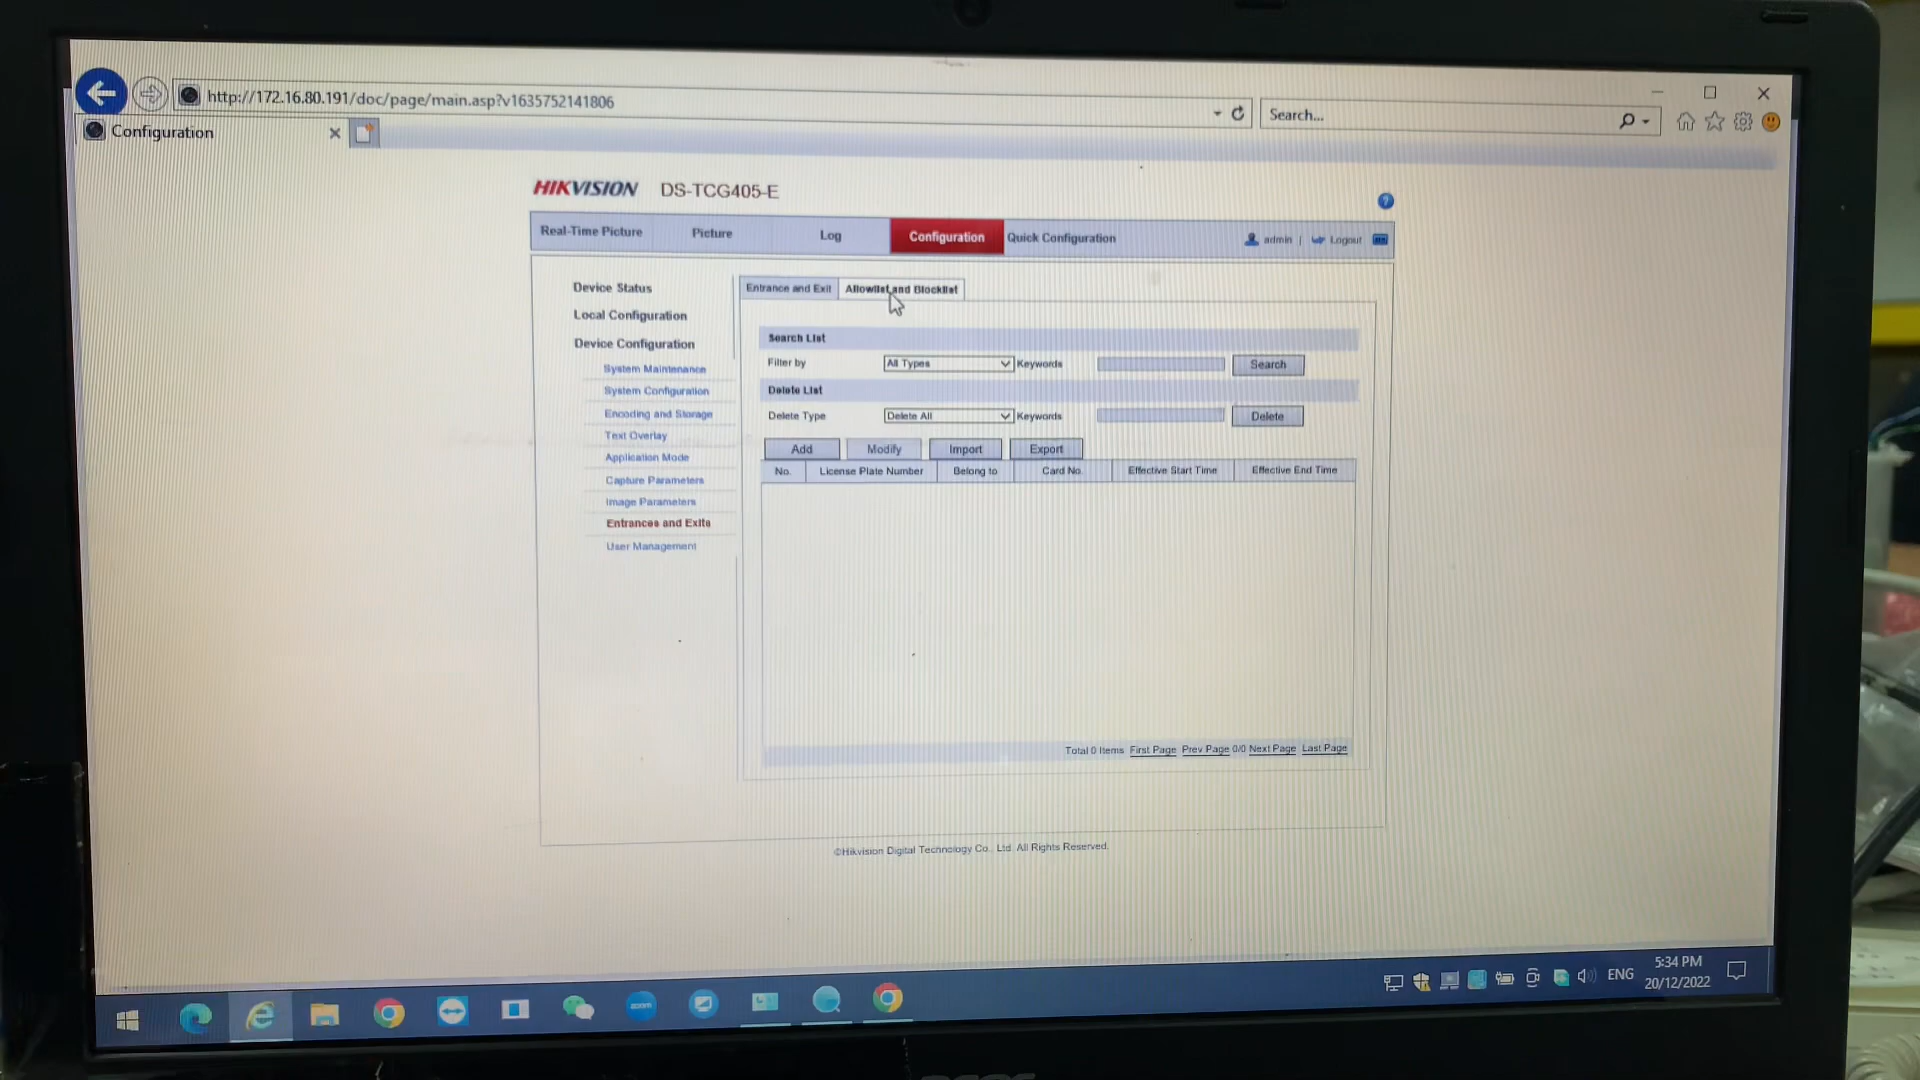 http://172.16.80.191/doc/page/main.asp?v1635752141806
Search...
Configuration
HIKVISION DS-TCG405-E
Real-Time Picture Picture Log Configuration Quick Configuration admin | Logout
Device Status
Local Configuration
Device Configuration
System Maintenance
System Configuration
Encoding and Storage
Text Overlay
Application Mode
Capture Parameters
Image Parameters
Entrances and Exits
User Management
Entrance and Exit Allowlist and Blocklist
Search List
Filter by All Types Keywords Search
Delete List
Delete Type Delete All Keywords Delete
Add Modify Import Export
No. License Plate Number Belong to Card No. Effective Start Time Effective End Time
Total 0 Items First Page Prev Page 0/0 Next Page Last Page
©Hikvision Digital Technology Co., Ltd. All Rights Reserved.
zoom
ENG
5:34 PM
20/12/2022